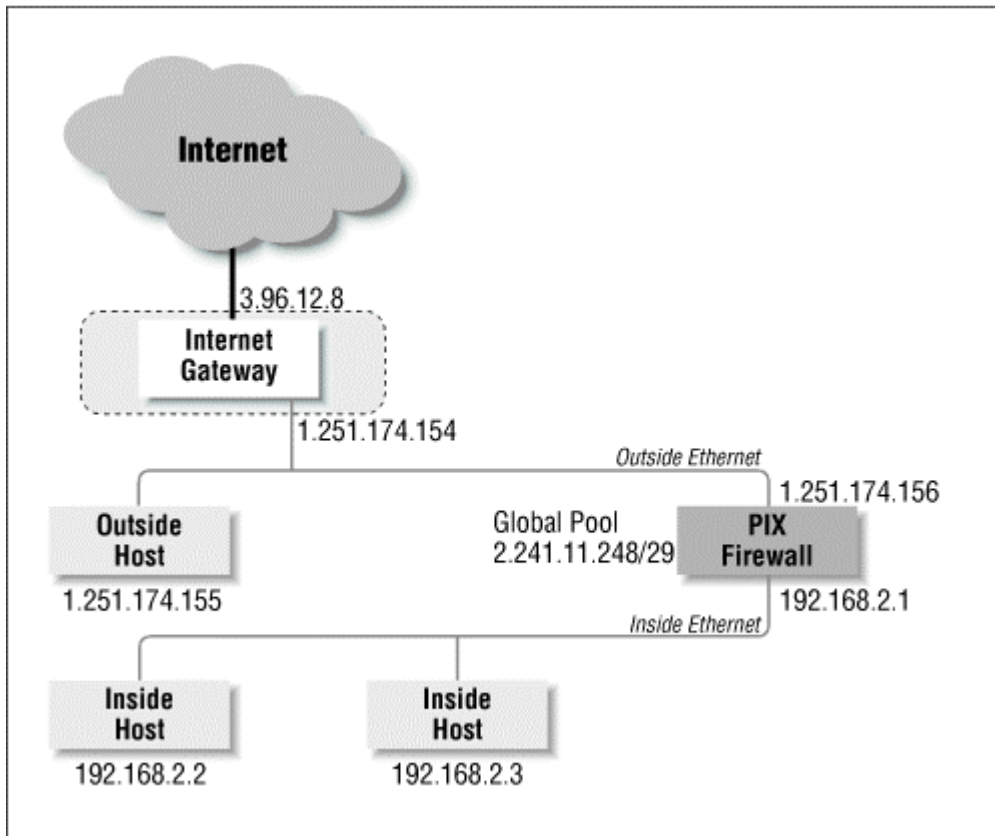 Internet
3.96.12.8
Internet
Gateway
1.251.174.154
Outside Ethernet
1.251.174.156
Outside
Host
Global Pool
2.241.11.248/29
PIX
Firewall
1.251.174.155
192.168.2.1
Inside Ethernet
Inside
Host
Inside
Host
192.168.2.2
192.168.2.3